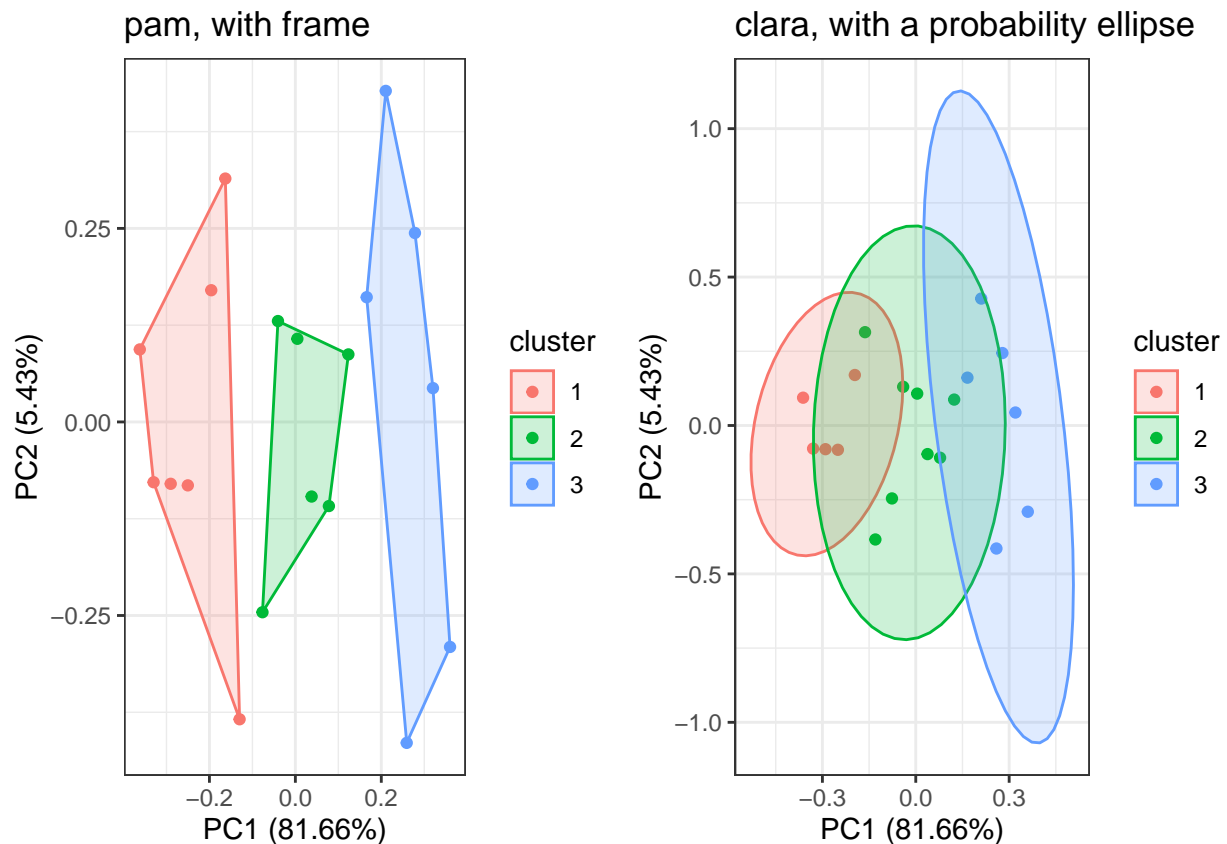 pam, with frame
0.25
0.00
−0.25
−0.2
0.0
0.2
PC1 (81.66%)
PC2 (5.43%)
cluster
1
2
3
clara, with a probability ellipse
1.0
0.5
0.0
−0.5
−1.0
−0.3
0.0
0.3
PC1 (81.66%)
PC2 (5.43%)
cluster
1
2
3